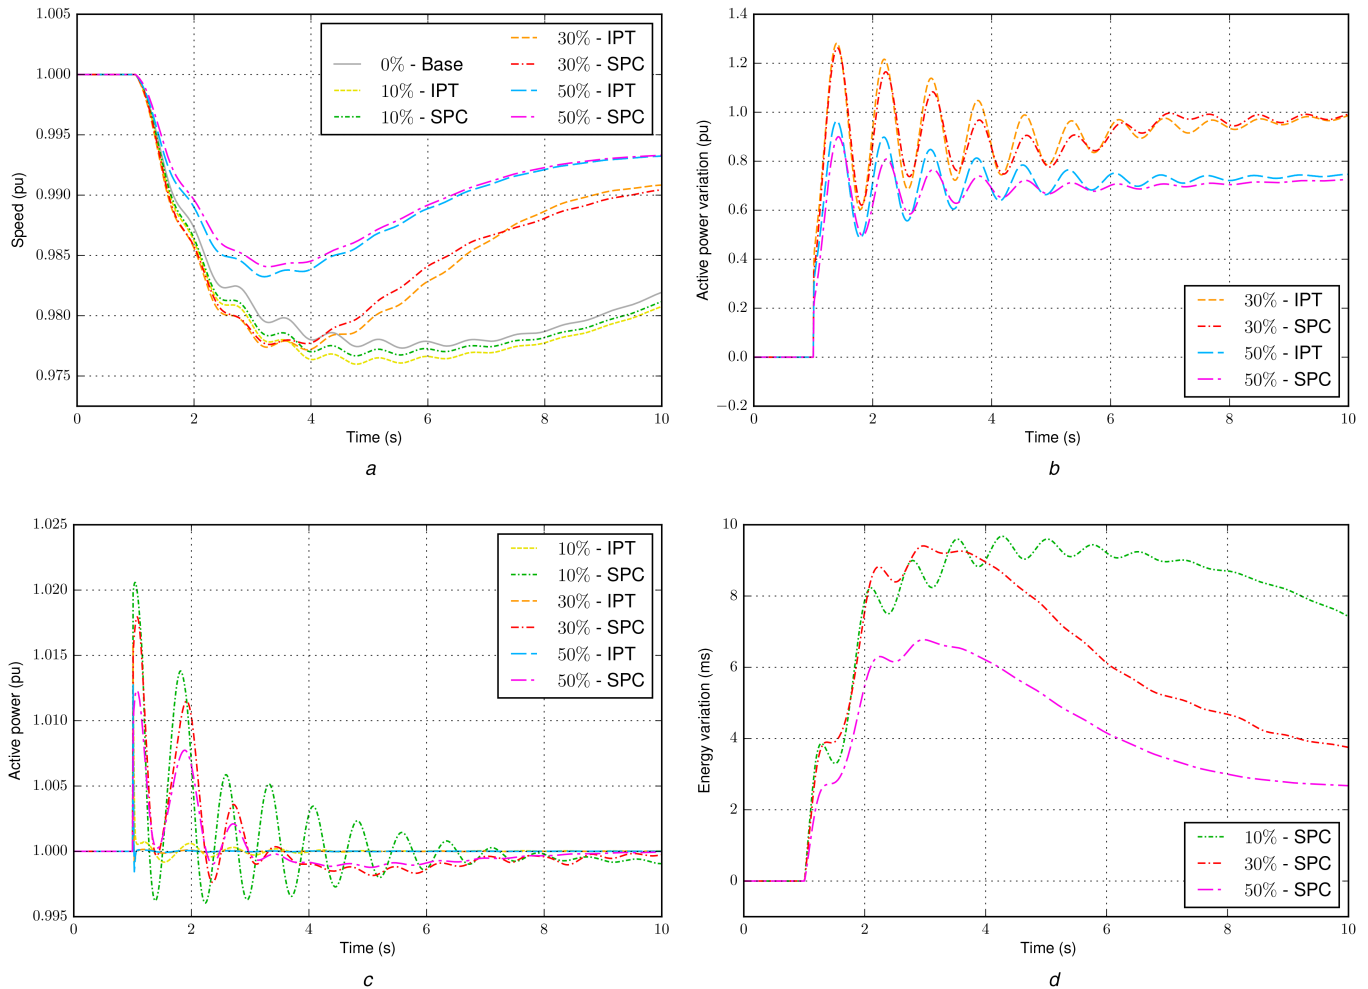 1.005
1.000
0.995
0.990
0.985
0.980
0.975
0 2 4 6 8 10
Speed (pu)
Time (s)
0% - Base
10% - IPT
10% - SPC
30% - IPT
30% - SPC
50% - IPT
50% - SPC
a
1.4
1.2
1.0
0.8
0.6
0.4
0.2
0.0
−0.2
0 2 4 6 8 10
Active power variation (pu)
Time (s)
30% - IPT
30% - SPC
50% - IPT
50% - SPC
b
1.025
1.020
1.015
1.010
1.005
1.000
0.995
0 2 4 6 8 10
Active power (pu)
Time (s)
10% - IPT
10% - SPC
30% - IPT
30% - SPC
50% - IPT
50% - SPC
c
10
8
6
4
2
0
0 2 4 6 8 10
Energy variation (ms)
Time (s)
10% - SPC
30% - SPC
50% - SPC
d